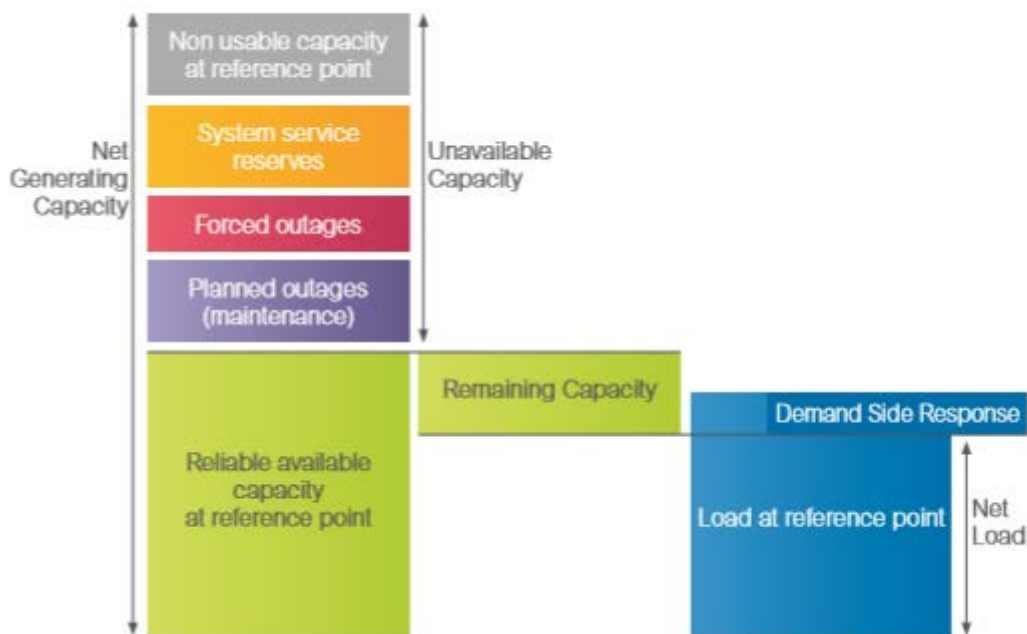 Non usable capacity
at reference point
System service
reserves
Net
Generating
Capacity
Unavailable
Capacity
Forced outages
Planned outages
(maintenance)
Remaining Capacity
Demand Side Response
Reliable available
capacity
at reference point
Load at reference point
Net
Load